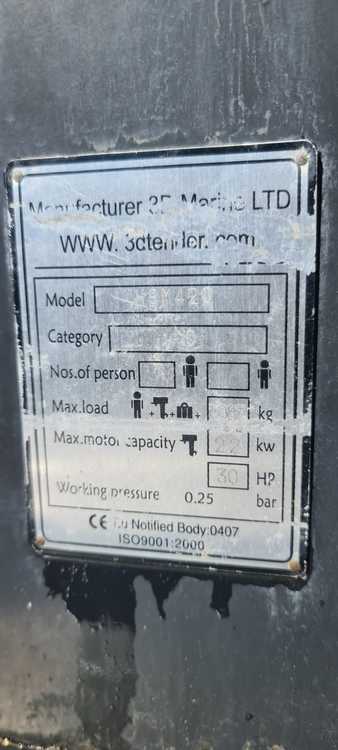 Manufacturer 3D Marine LTD
WWW. 3dtender. com
Model
Category
Nos.of person
Max.load + + + kg
Max.motor capacity 22 kw
30 HP
Working pressure 0.25 bar
CE EU Notified Body:0407
ISO9001:2000